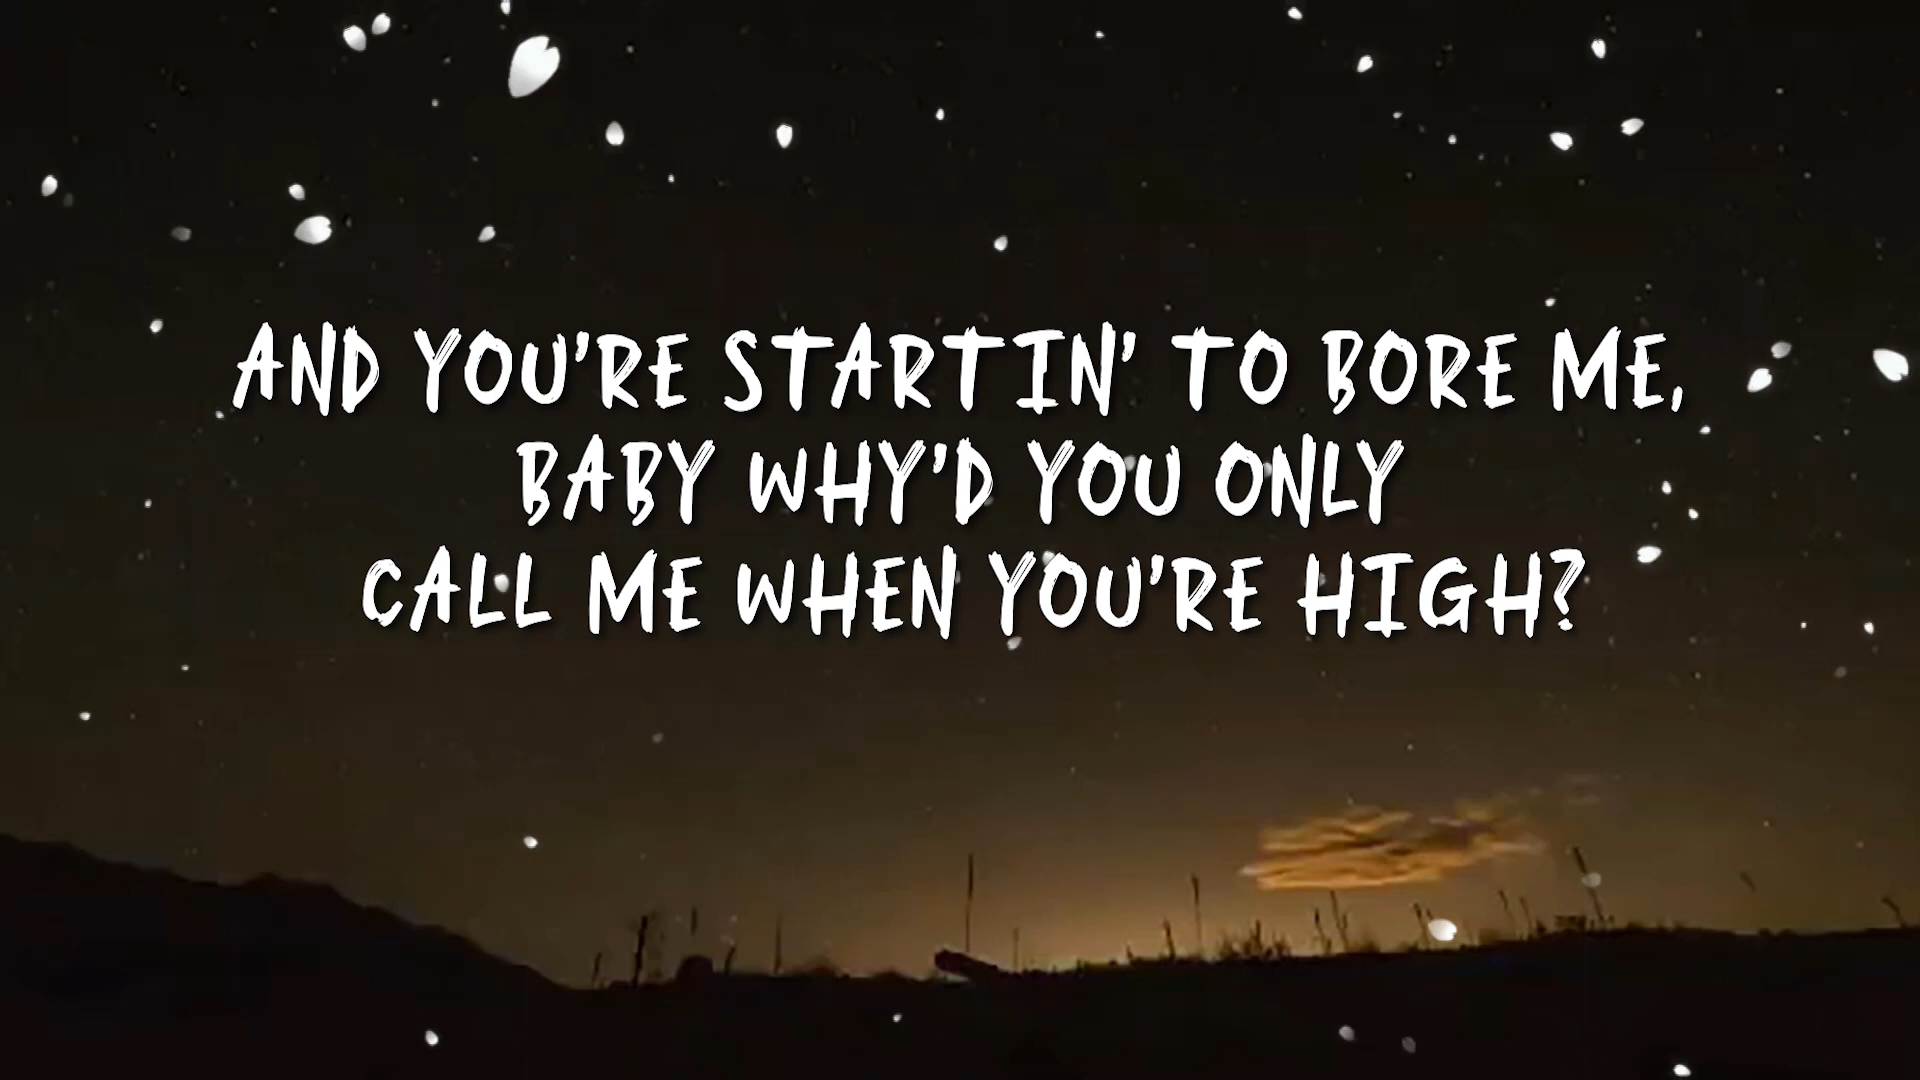 AND YOU'RE STARTIN' TO BORE ME,
BABY WHY'D YOU ONLY
CALL ME WHEN YOU'RE HIGH?